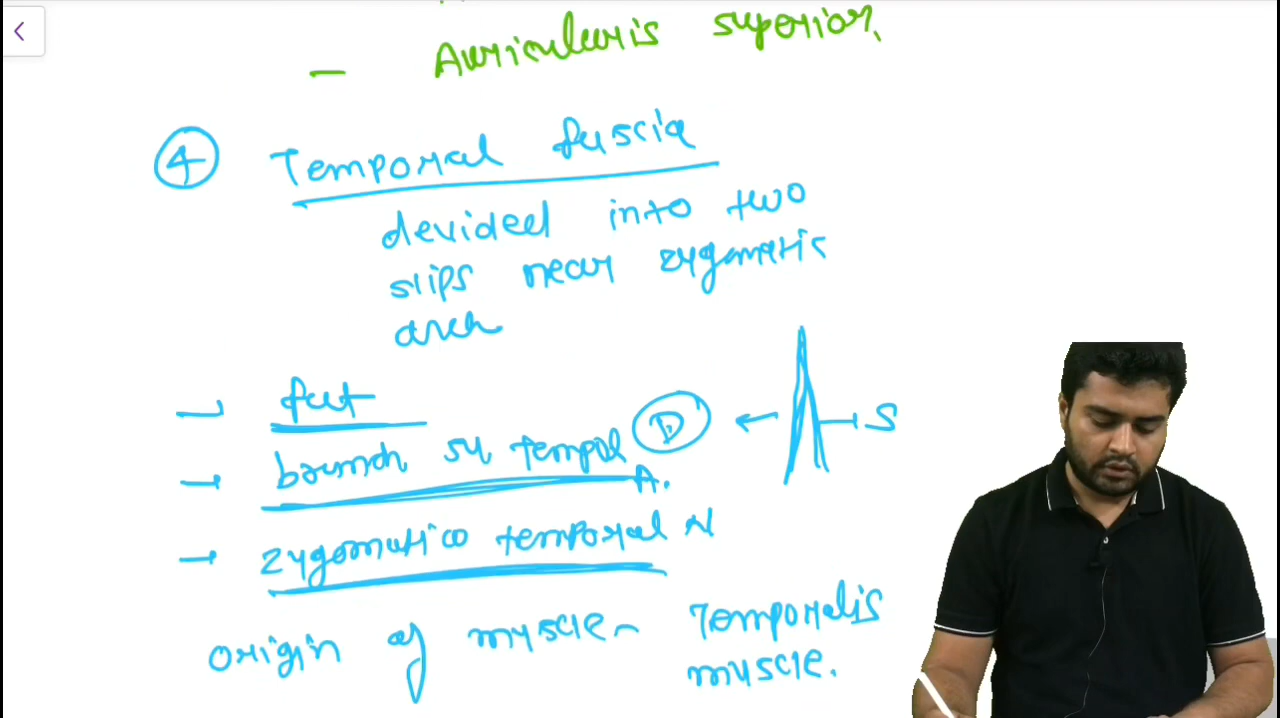 - Auricularis superior.
4 Temporal fascia
devided into two
slips near zygomatic
arch
- fat
- branch su tempol A.
D
S
- zygomatico temporal N
origin of muscle - Temporalis
muscle.